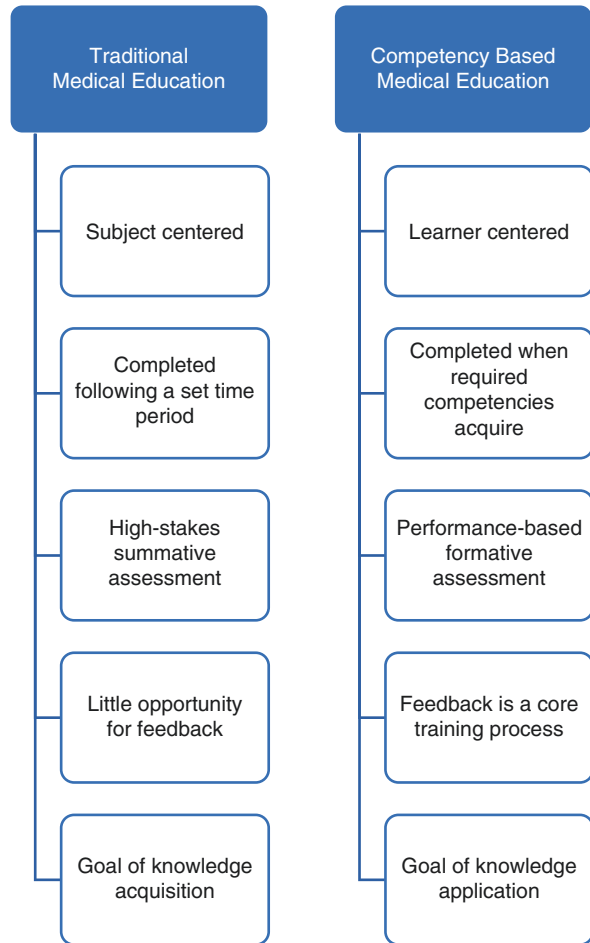 Traditional
Medical Education
Subject centered
Completed
following a set time
period
High-stakes
summative
assessment
Little opportunity
for feedback
Goal of knowledge
acquisition
Competency Based
Medical Education
Learner centered
Completed when
required
competencies
acquire
Performance-based
formative
assessment
Feedback is a core
training process
Goal of knowledge
application